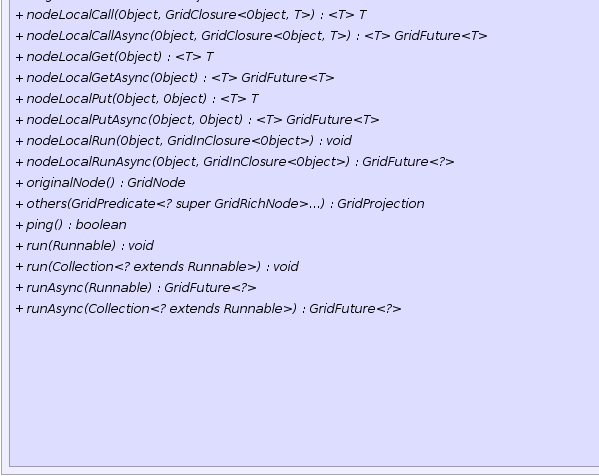 + nodeLocalCall(Object, GridClosure<Object, T>) : <T> T
+ nodeLocalCallAsync(Object, GridClosure<Object, T>) : <T> GridFuture<T>
+ nodeLocalGet(Object) : <T> T
+ nodeLocalGetAsync(Object) : <T> GridFuture<T>
+ nodeLocalPut(Object, Object) : <T> T
+ nodeLocalPutAsync(Object, Object) : <T> GridFuture<T>
+ nodeLocalRun(Object, GridInClosure<Object>) : void
+ nodeLocalRunAsync(Object, GridInClosure<Object>) : GridFuture<?>
+ originalNode() : GridNode
+ others(GridPredicate<? super GridRichNode>...) : GridProjection
+ ping() : boolean
+ run(Runnable) : void
+ run(Collection<? extends Runnable>) : void
+ runAsync(Runnable) : GridFuture<?>
+ runAsync(Collection<? extends Runnable>) : GridFuture<?>